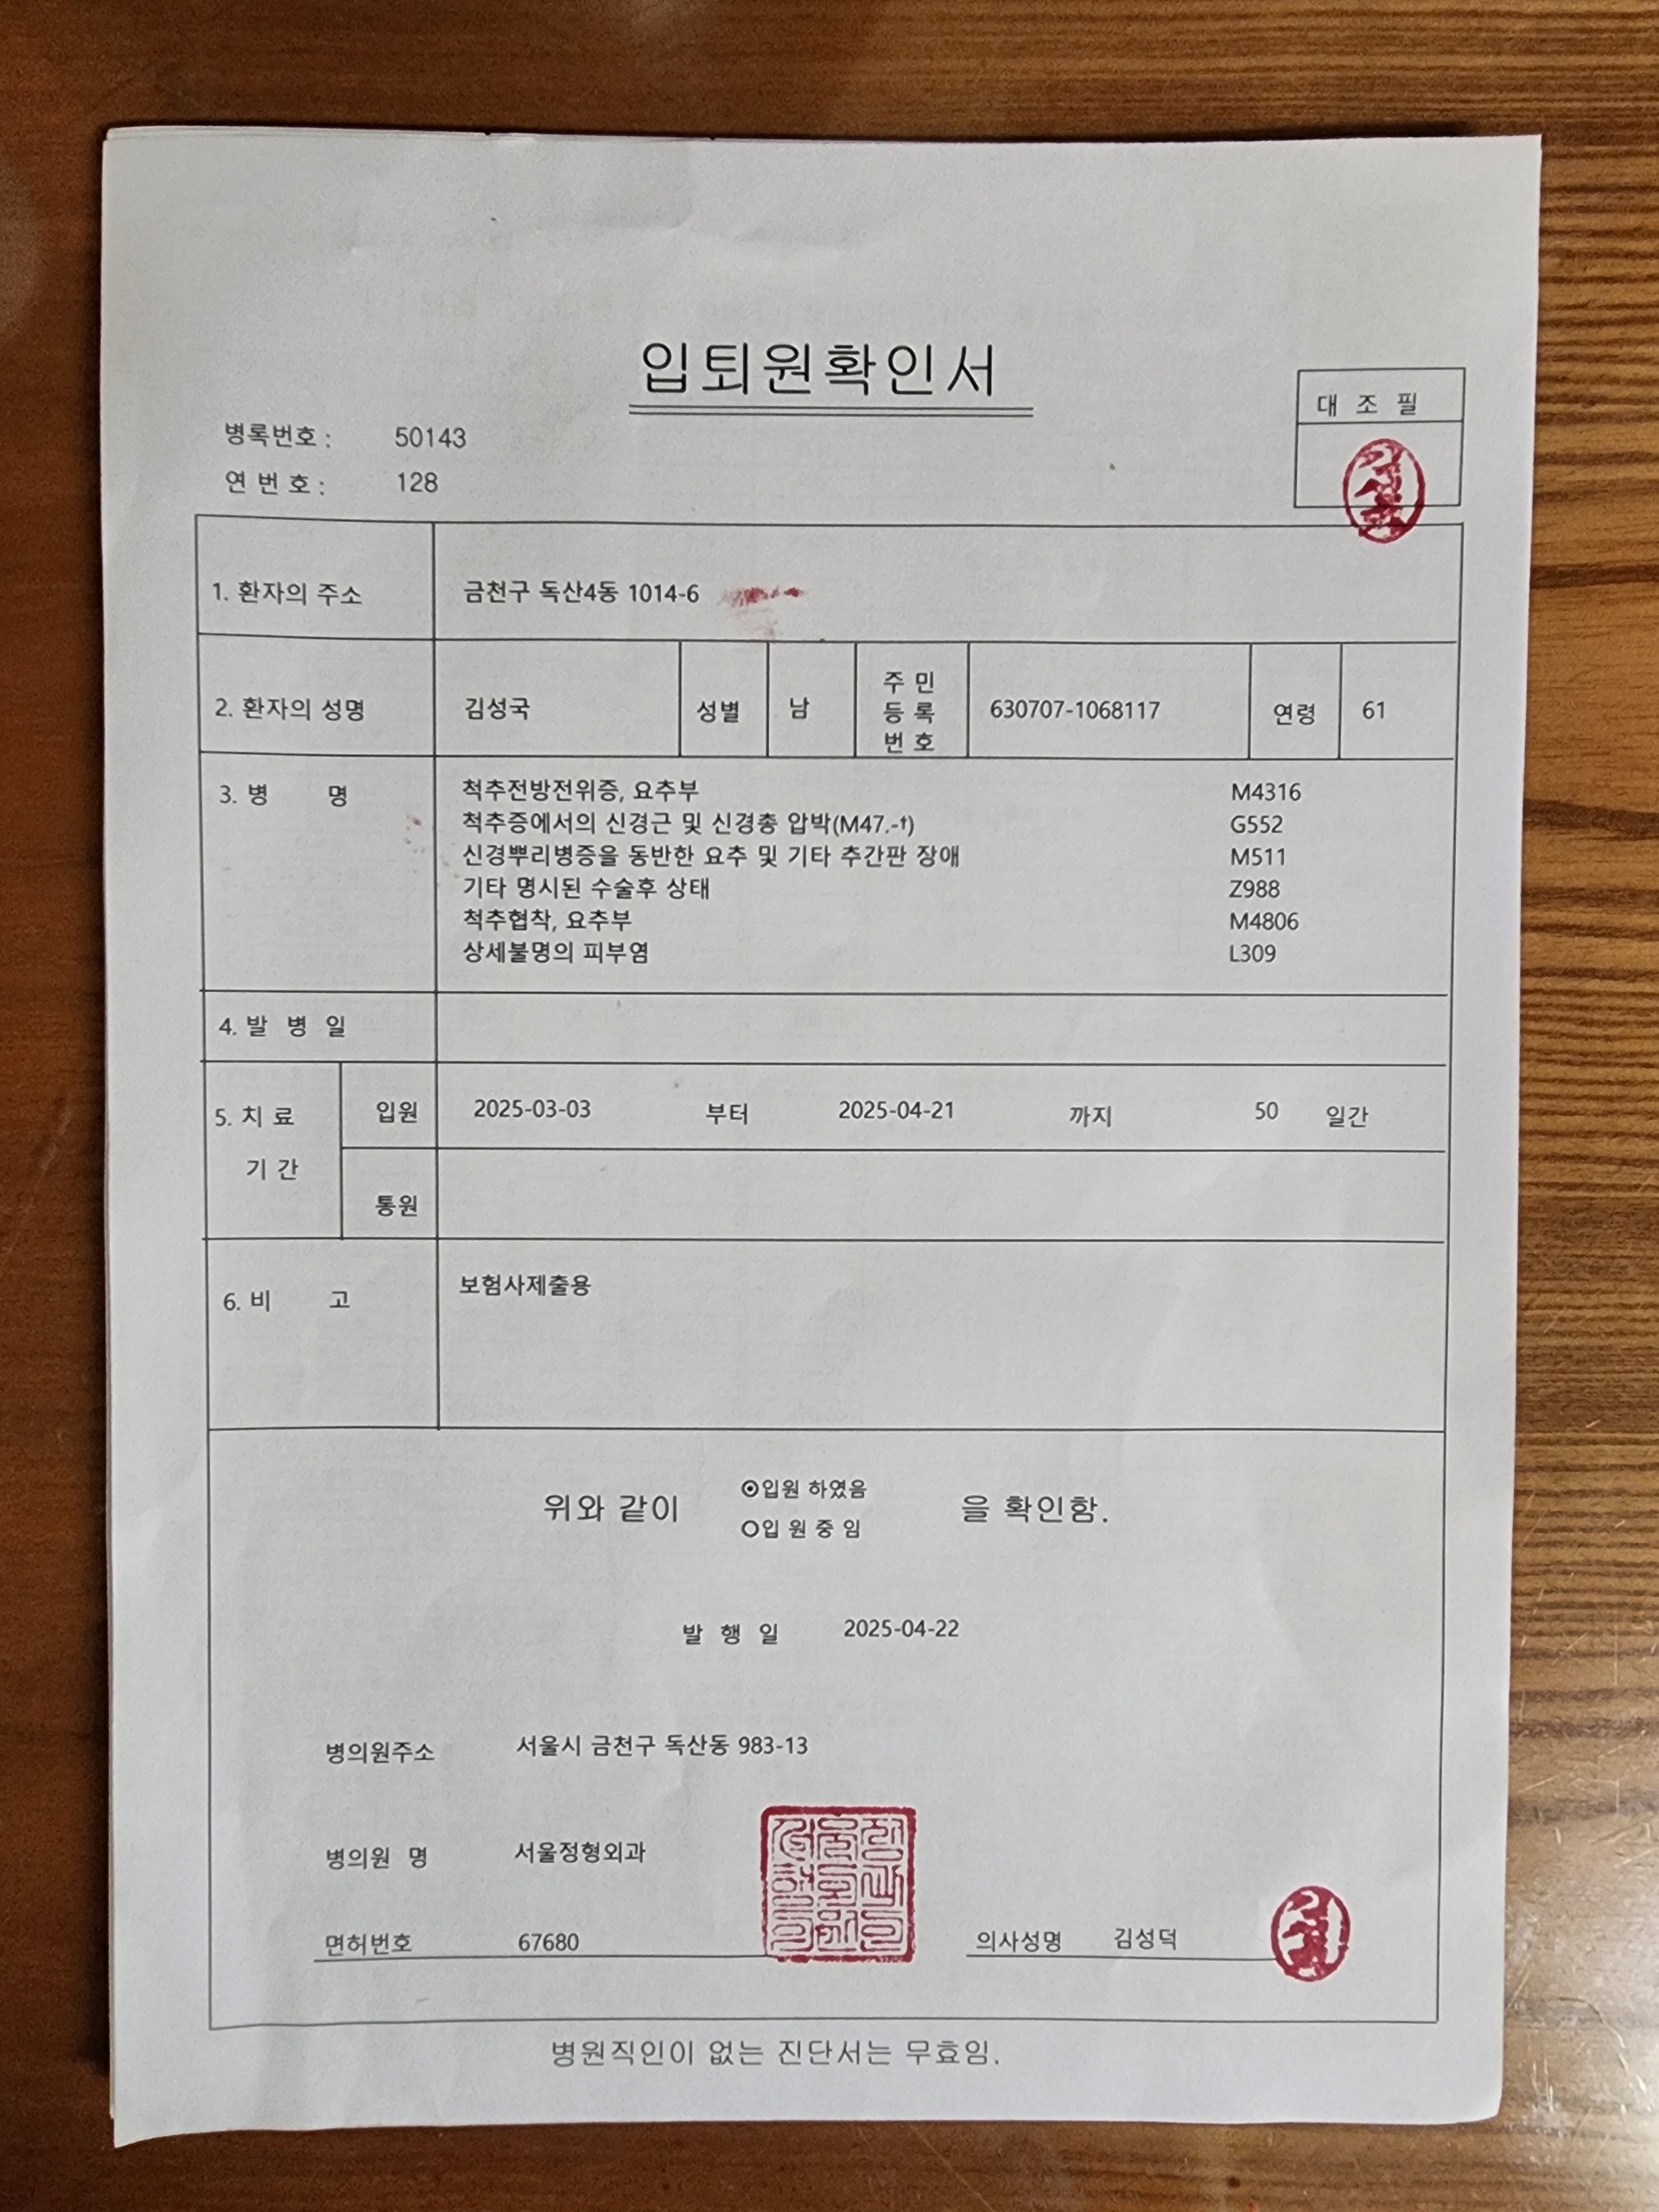 입퇴원확인서
대 조 필
병록번호 : 50143
연 번 호 : 128
1. 환자의 주소 금천구 독산4동 1014-6
2. 환자의 성명 김성국 성별 남 주민등록번호 630707-1068117 연령 61
3. 병 명 척추전방전위증, 요추부 M4316
척추증에서의 신경근 및 신경총 압박(M47.-†) G552
신경뿌리병증을 동반한 요추 및 기타 추간판 장애 M511
기타 명시된 수술후 상태 Z988
척추협착, 요추부 M4806
상세불명의 피부염 L309
4. 발 병 일
5. 치 료 기 간
입원 2025-03-03 부터 2025-04-21 까지 50 일간
통원
6. 비 고 보험사제출용
위와 같이 ⊙입원 하였음 을 확인함.
○입 원 중 임
발 행 일 2025-04-22
병의원주소 서울시 금천구 독산동 983-13
병의원 명 서울정형외과
면허번호 67680 의사성명 김성덕
병원직인이 없는 진단서는 무효임.